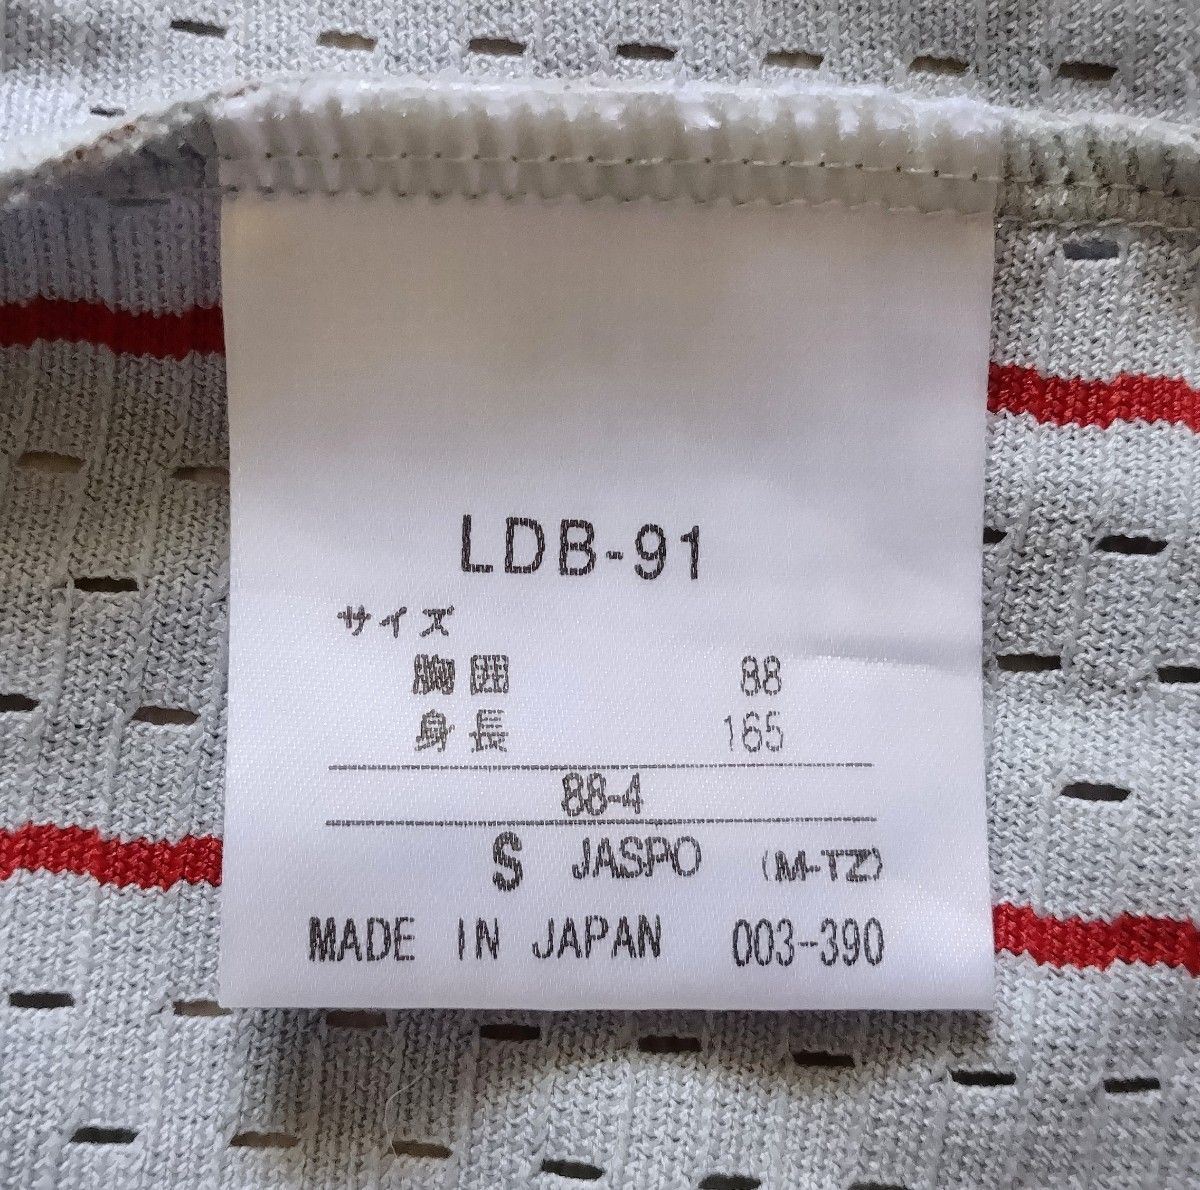 LDB-91
サイズ
胸囲 88
身長 165
88-4
S JASPO (M-TZ)
MADE IN JAPAN 003-390